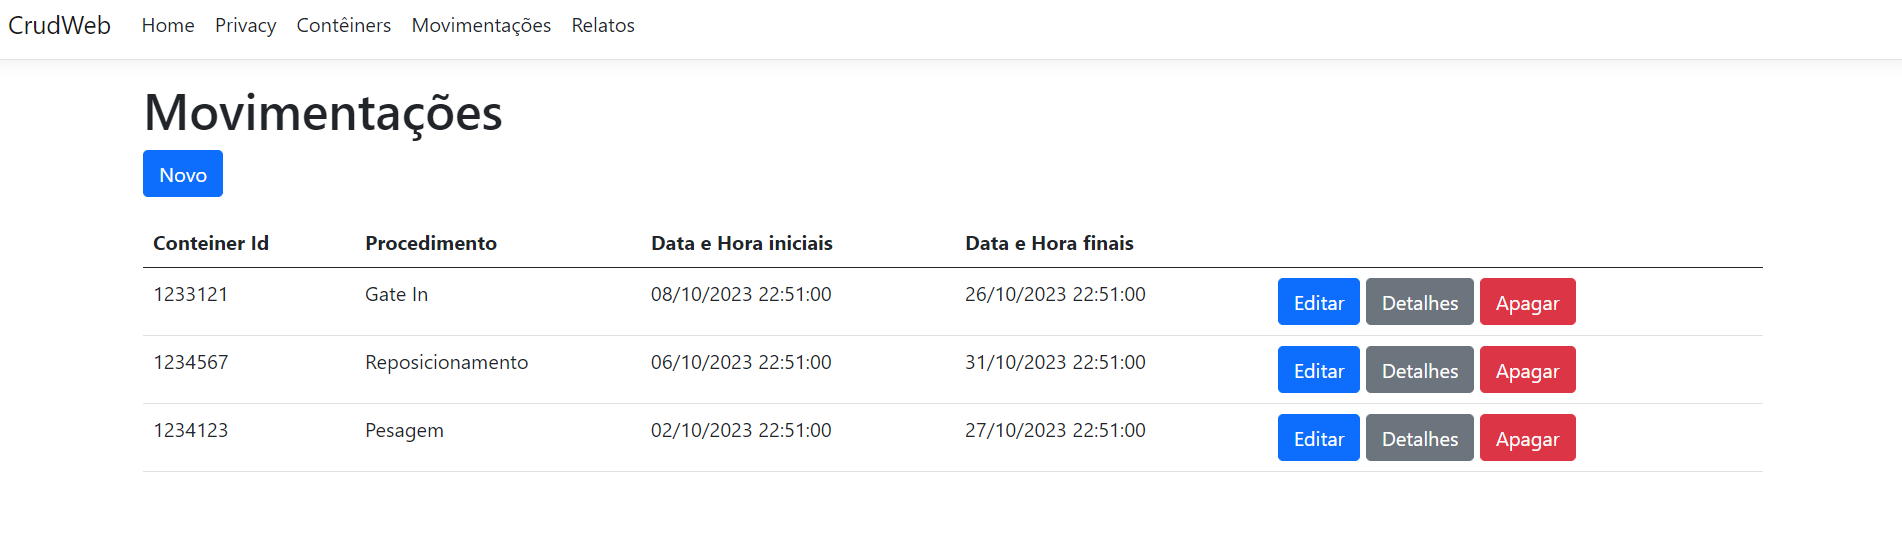 CrudWeb Home Privacy Contêiners Movimentações Relatos
Movimentações
Novo
Conteiner Id Procedimento Data e Hora iniciais Data e Hora finais
1233121 Gate In 08/10/2023 22:51:00 26/10/2023 22:51:00 Editar Detalhes Apagar
1234567 Reposicionamento 06/10/2023 22:51:00 31/10/2023 22:51:00 Editar Detalhes Apagar
1234123 Pesagem 02/10/2023 22:51:00 27/10/2023 22:51:00 Editar Detalhes Apagar